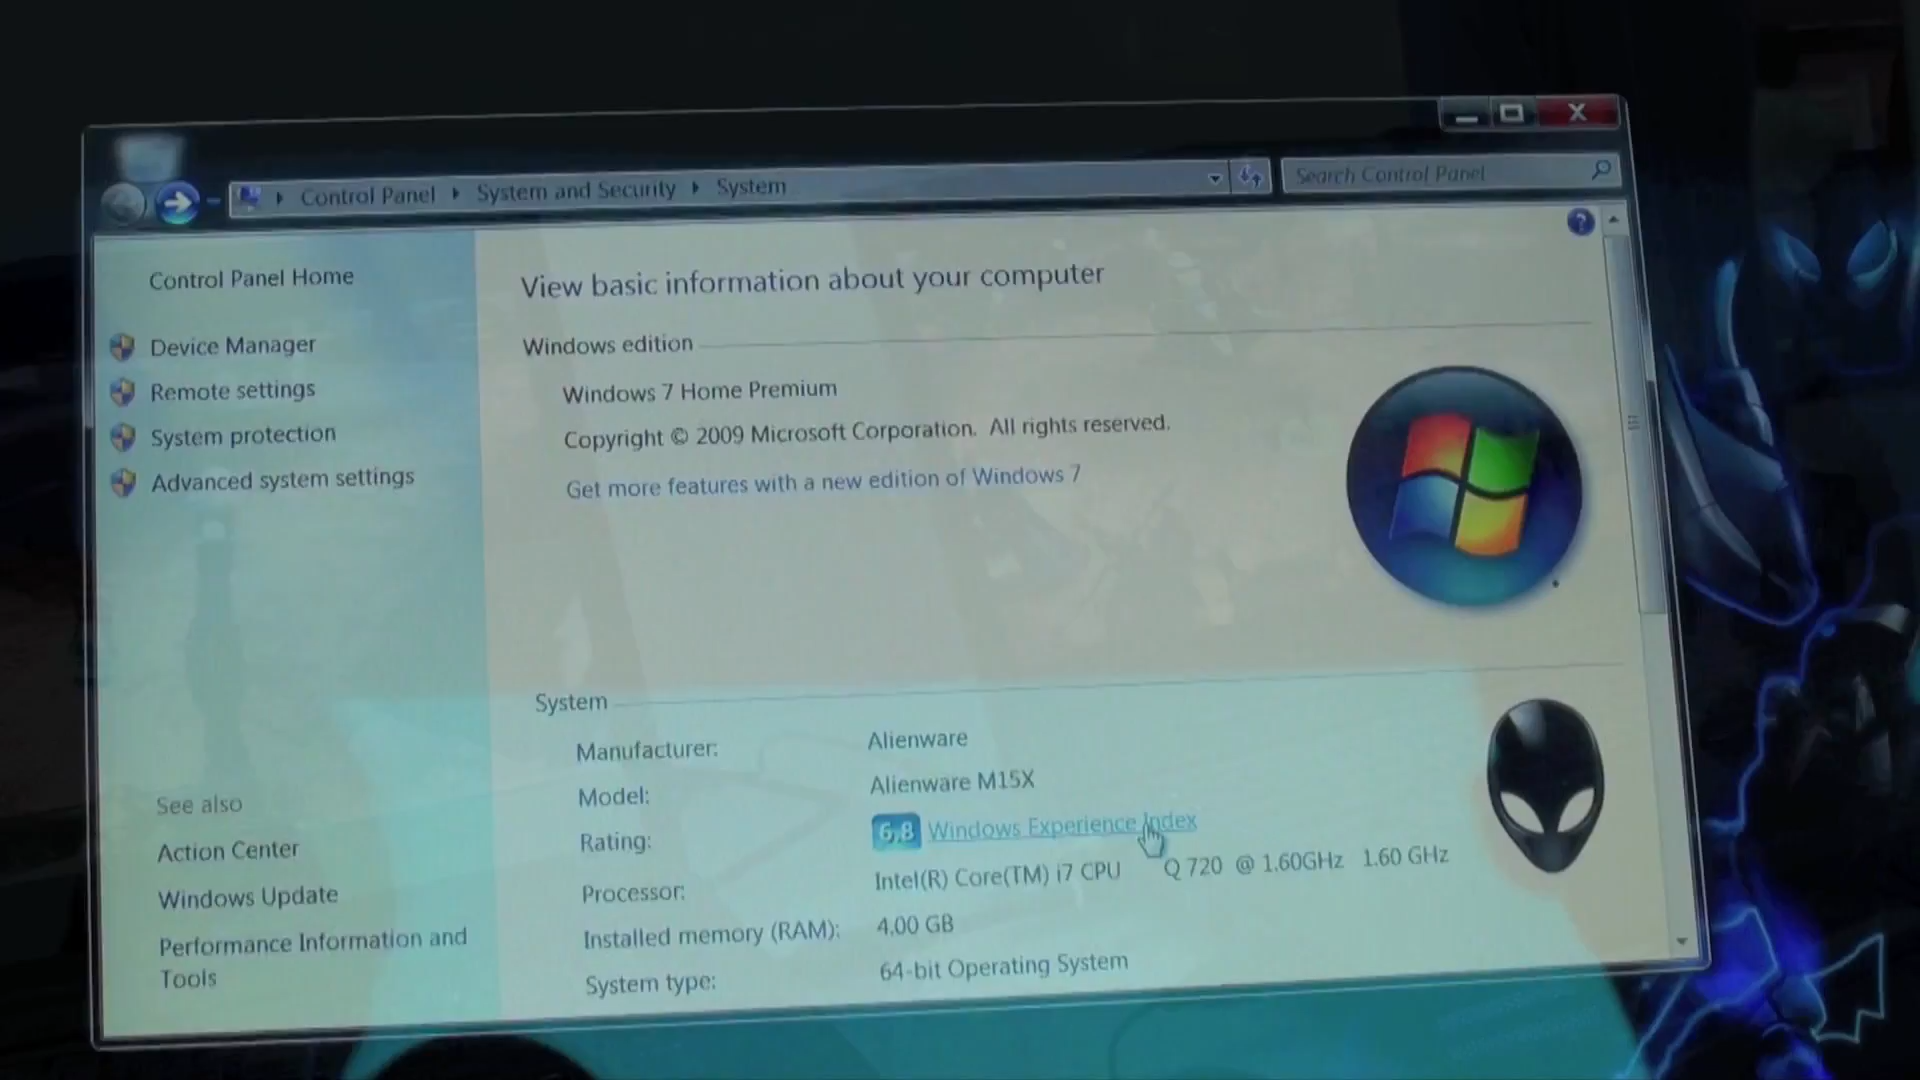 Control Panel ▸ System and Security ▸ System
Search Control Panel
Control Panel Home
Device Manager
Remote settings
System protection
Advanced system settings
See also
Action Center
Windows Update
Performance Information and
Tools
View basic information about your computer
Windows edition
Windows 7 Home Premium
Copyright © 2009 Microsoft Corporation. All rights reserved.
Get more features with a new edition of Windows 7
System
Manufacturer: Alienware
Model: Alienware M15X
Rating: 6,8 Windows Experience Index
Processor: Intel(R) Core(TM) i7 CPU Q 720 @ 1.60GHz 1.60 GHz
Installed memory (RAM): 4.00 GB
System type: 64-bit Operating System